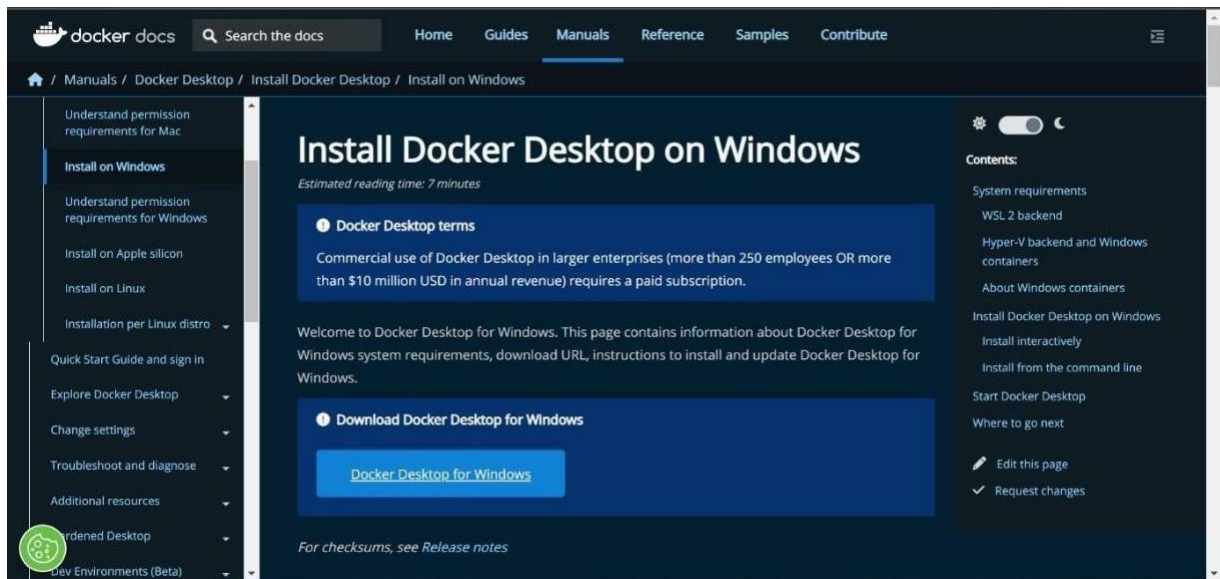 docker docs
Search the docs
Home
Guides
Manuals
Reference
Samples
Contribute
/ Manuals / Docker Desktop / Install Docker Desktop / Install on Windows
Understand permission
requirements for Mac
Install on Windows
Understand permission
requirements for Windows
Install on Apple silicon
Install on Linux
Installation per Linux distro
Quick Start Guide and sign in
Explore Docker Desktop
Change settings
Troubleshoot and diagnose
Additional resources
rdened Desktop
Dev Environments (Beta)
Install Docker Desktop on Windows
Estimated reading time: 7 minutes
Docker Desktop terms
Commercial use of Docker Desktop in larger enterprises (more than 250 employees OR more
than $10 million USD in annual revenue) requires a paid subscription.
Welcome to Docker Desktop for Windows. This page contains information about Docker Desktop for
Windows system requirements, download URL, instructions to install and update Docker Desktop for
Windows.
Download Docker Desktop for Windows
Docker Desktop for Windows
For checksums, see Release notes
Contents:
System requirements
WSL 2 backend
Hyper-V backend and Windows
containers
About Windows containers
Install Docker Desktop on Windows
Install interactively
Install from the command line
Start Docker Desktop
Where to go next
Edit this page
Request changes